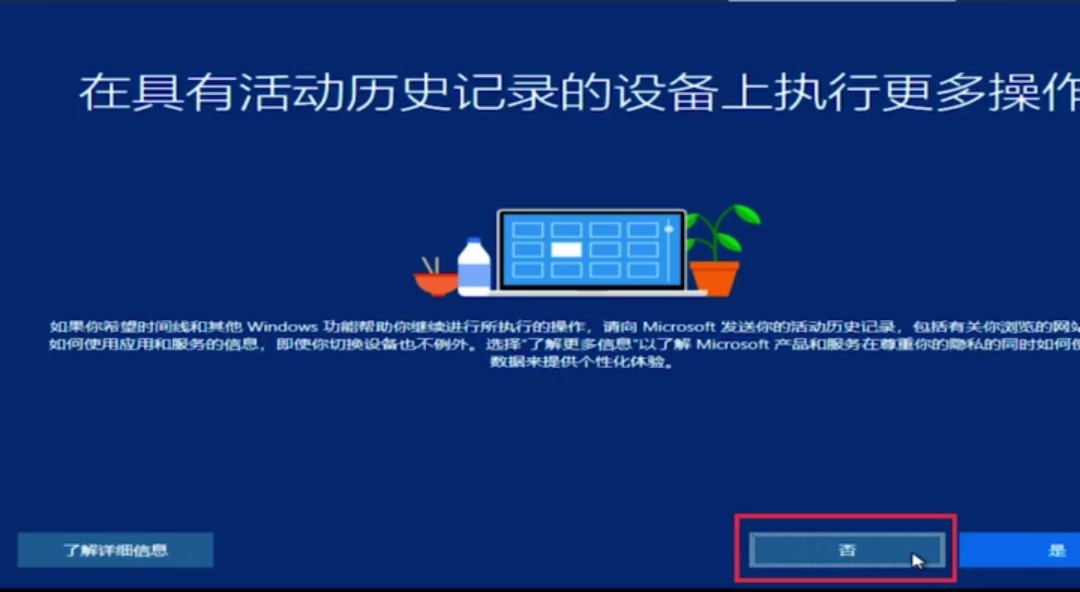 在具有活动历史记录的设备上执行更多操作
如果你希望时间线和其他 Windows 功能帮助你继续进行所执行的操作，请向 Microsoft 发送你的活动历史记录，包括有关你浏览的网站
如何使用应用和服务的信息，即使你切换设备也不例外。选择"了解更多信息"以了解 Microsoft 产品和服务在尊重你的隐私的同时如何使
数据来提供个性化体验。
了解详细信息
否
是